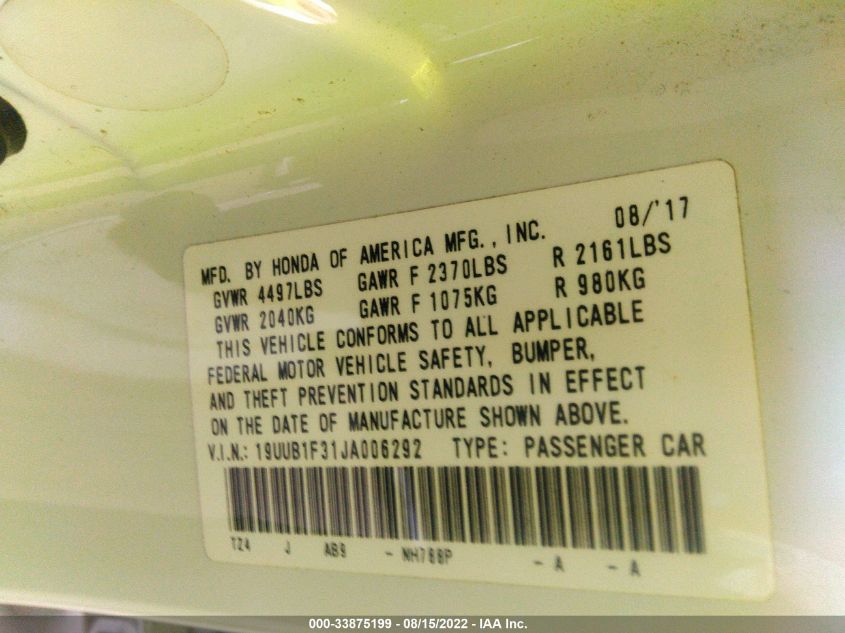 MFD. BY HONDA OF AMERICA MFG., INC. 08/'17
GVWR 4497LBS GAWR F 2370LBS R 2161LBS
GVWR 2040KG GAWR F 1075KG R 980KG
THIS VEHICLE CONFORMS TO ALL APPLICABLE
FEDERAL MOTOR VEHICLE SAFETY, BUMPER,
AND THEFT PREVENTION STANDARDS IN EFFECT
ON THE DATE OF MANUFACTURE SHOWN ABOVE.
V.I.N.: 19UUB1F31JA006292 TYPE: PASSENGER CAR
TZ4 J AB9 - NH788P - A - A
000-33875199 - 08/15/2022 - IAA Inc.